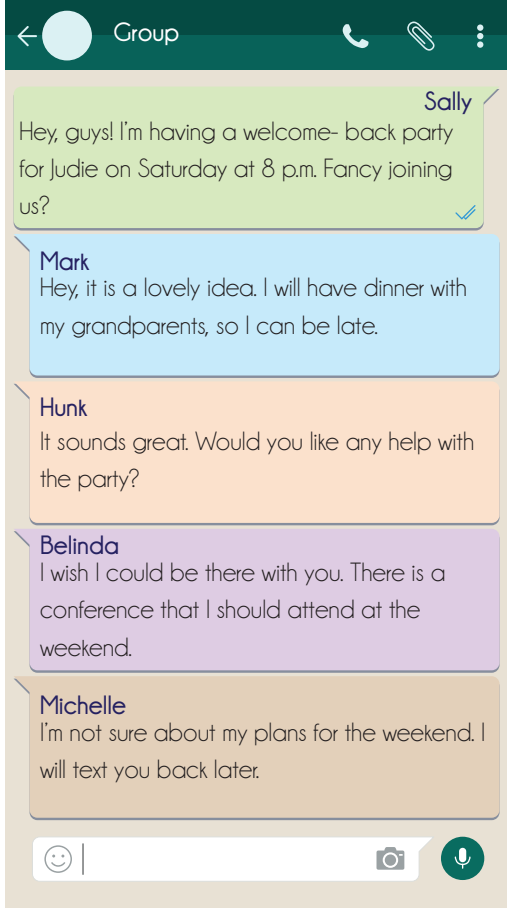 Group
Sally
Hey, guys! I'm having a welcome- back party
for Judie on Saturday at 8 p.m. Fancy joining
us?
Mark
Hey, it is a lovely idea. I will have dinner with
my grandparents, so I can be late.
Hunk
It sounds great. Would you like any help with
the party?
Belinda
I wish I could be there with you. There is a
conference that I should attend at the
weekend.
Michelle
I'm not sure about my plans for the weekend. I
will text you back later.